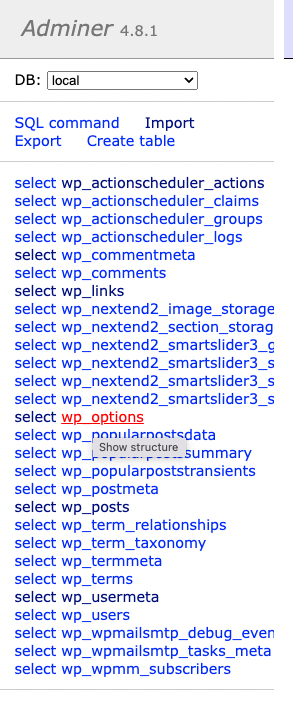 Adminer 4.8.1
DB: local
SQL command Import
Export Create table
select wp_actionscheduler_actions
select wp_actionscheduler_claims
select wp_actionscheduler_groups
select wp_actionscheduler_logs
select wp_commentmeta
select wp_comments
select wp_links
select wp_nextend2_image_storage
select wp_nextend2_section_storag
select wp_nextend2_smartslider3_g
select wp_nextend2_smartslider3_s
select wp_nextend2_smartslider3_s
select wp_nextend2_smartslider3_s
select wp_options
select wp_popularpostsdata
Show structure
select wp_popularpostssummary
select wp_popularpoststransients
select wp_postmeta
select wp_posts
select wp_term_relationships
select wp_term_taxonomy
select wp_termmeta
select wp_terms
select wp_usermeta
select wp_users
select wp_wpmailsmtp_debug_even
select wp_wpmailsmtp_tasks_meta
select wp_wpmm_subscribers